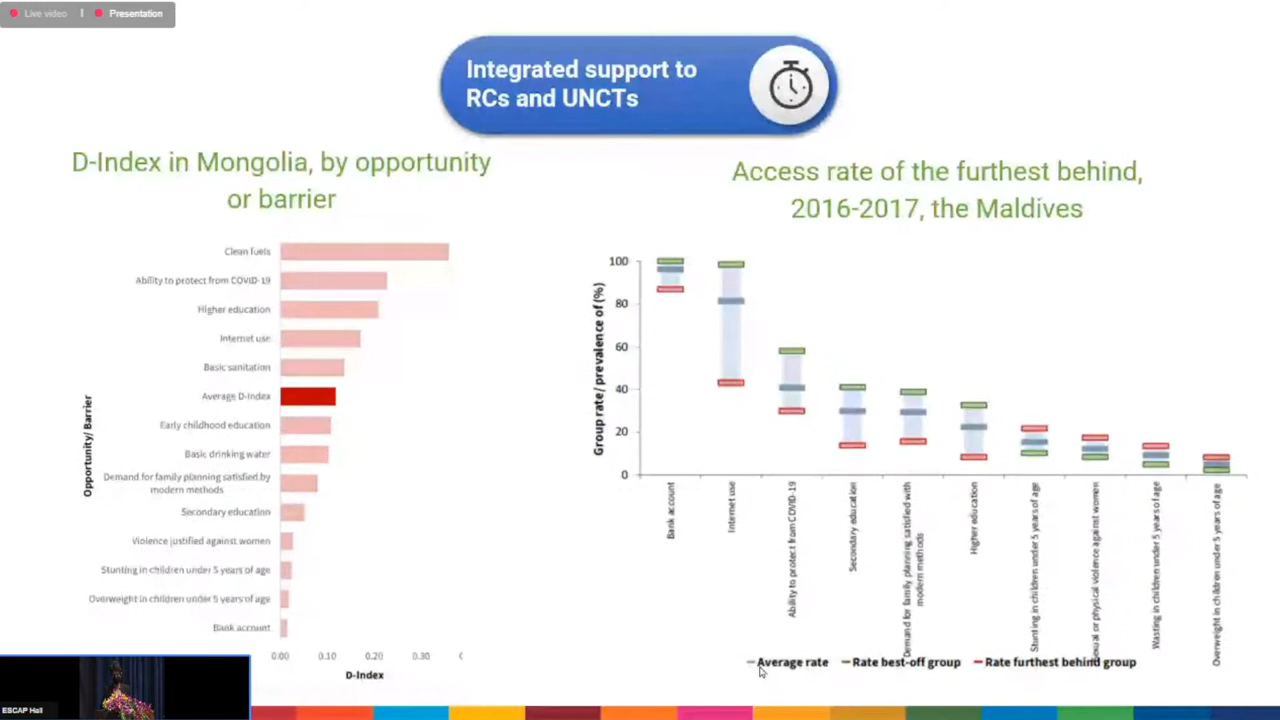 Live video
Presentation
Integrated support to
RCs and UNCTs
D-Index in Mongolia, by opportunity
or barrier
Opportunity/ Barrier
Clean fuels
Ability to protect from COVID-19
Higher education
Internet use
Basic sanitation
Average D-Index
Early childhood education
Basic drinking water
Demand for family planning satisfied by
modern methods
Secondary education
Violence justified against women
Stunting in children under 5 years of age
Overweight in children under 5 years of age
Bank account
0.00 0.10 0.20 0.30
D-Index
Access rate of the furthest behind,
2016-2017, the Maldives
Group rate/ prevalence of (%)
100
80
60
40
20
0
Bank account
Internet use
Ability to protect from COVID-19
Secondary education
Demand for family planning satisfied with
modern methods
Higher education
Stunting in children under 5 years of age
or physical violence against women
Wasting in children under 5 years of age
Overweight in children under 5 years of age
Average rate Rate best-off group Rate furthest behind group
ESCAP Hall